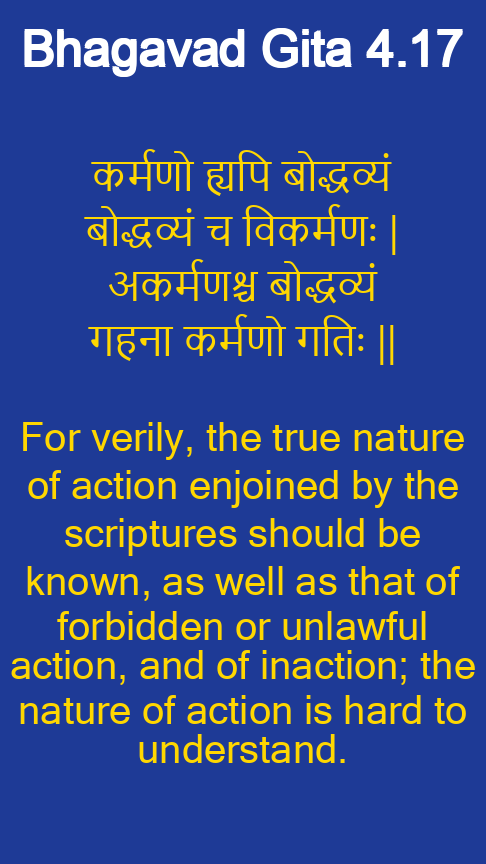 Bhagavad Gita 4.17
कर्मणो ह्यपि बोद्धव्यं
बोद्धव्यं च विकर्मणः |
अकर्मणश्च बोद्धव्यं
गहना कर्मणो गतिः ||
For verily, the true nature
of action enjoined by the
scriptures should be
known, as well as that of
forbidden or unlawful
action, and of inaction; the
nature of action is hard to
understand.